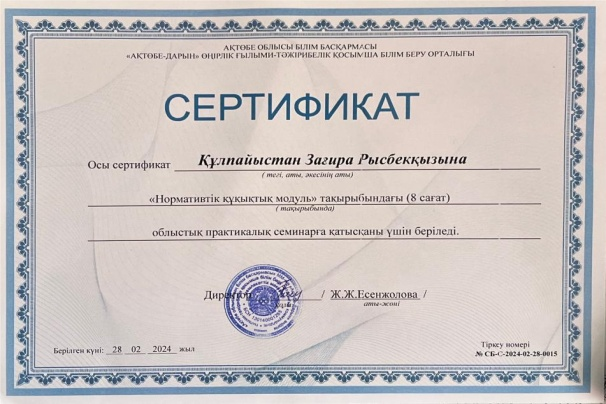 АҚТӨБЕ ОБЛЫСЫ БІЛІМ БАСҚАРМАСЫ
«АҚТӨБЕ-ДАРЫН» ӨҢІРЛІК ҒЫЛЫМИ-ТӘЖІРИБЕЛІК ҚОСЫМША БІЛІМ БЕРУ ОРТАЛЫҒЫ
СЕРТИФИКАТ
Осы сертификат Құлпайыстан Загира Рысбекқызына
( тегі, аты, әкесінің аты)
«Нормативтік құқықтық модуль» тақырыбындағы (8 сағат)
( тақырыбында)
облыстық практикалық семинарға қатысқаны үшін беріледі.
Директор / Ж.Ж.Есенжолова /
аты-жөні
Тіркеу номері
Берілген күні: 28 02 2024 жыл № СБ-С-2024-02-28-0015